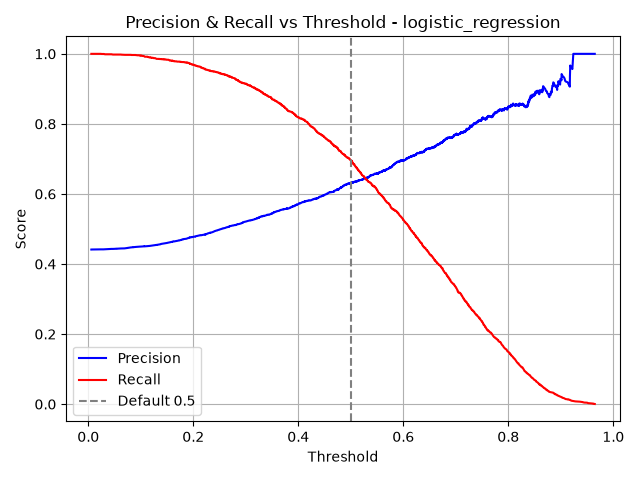 Precision & Recall vs Threshold - logistic_regression
Score
1.0
0.8
0.6
0.4
0.2
0.0
Precision
Recall
Default 0.5
0.0 0.2 0.4 0.6 0.8 1.0
Threshold